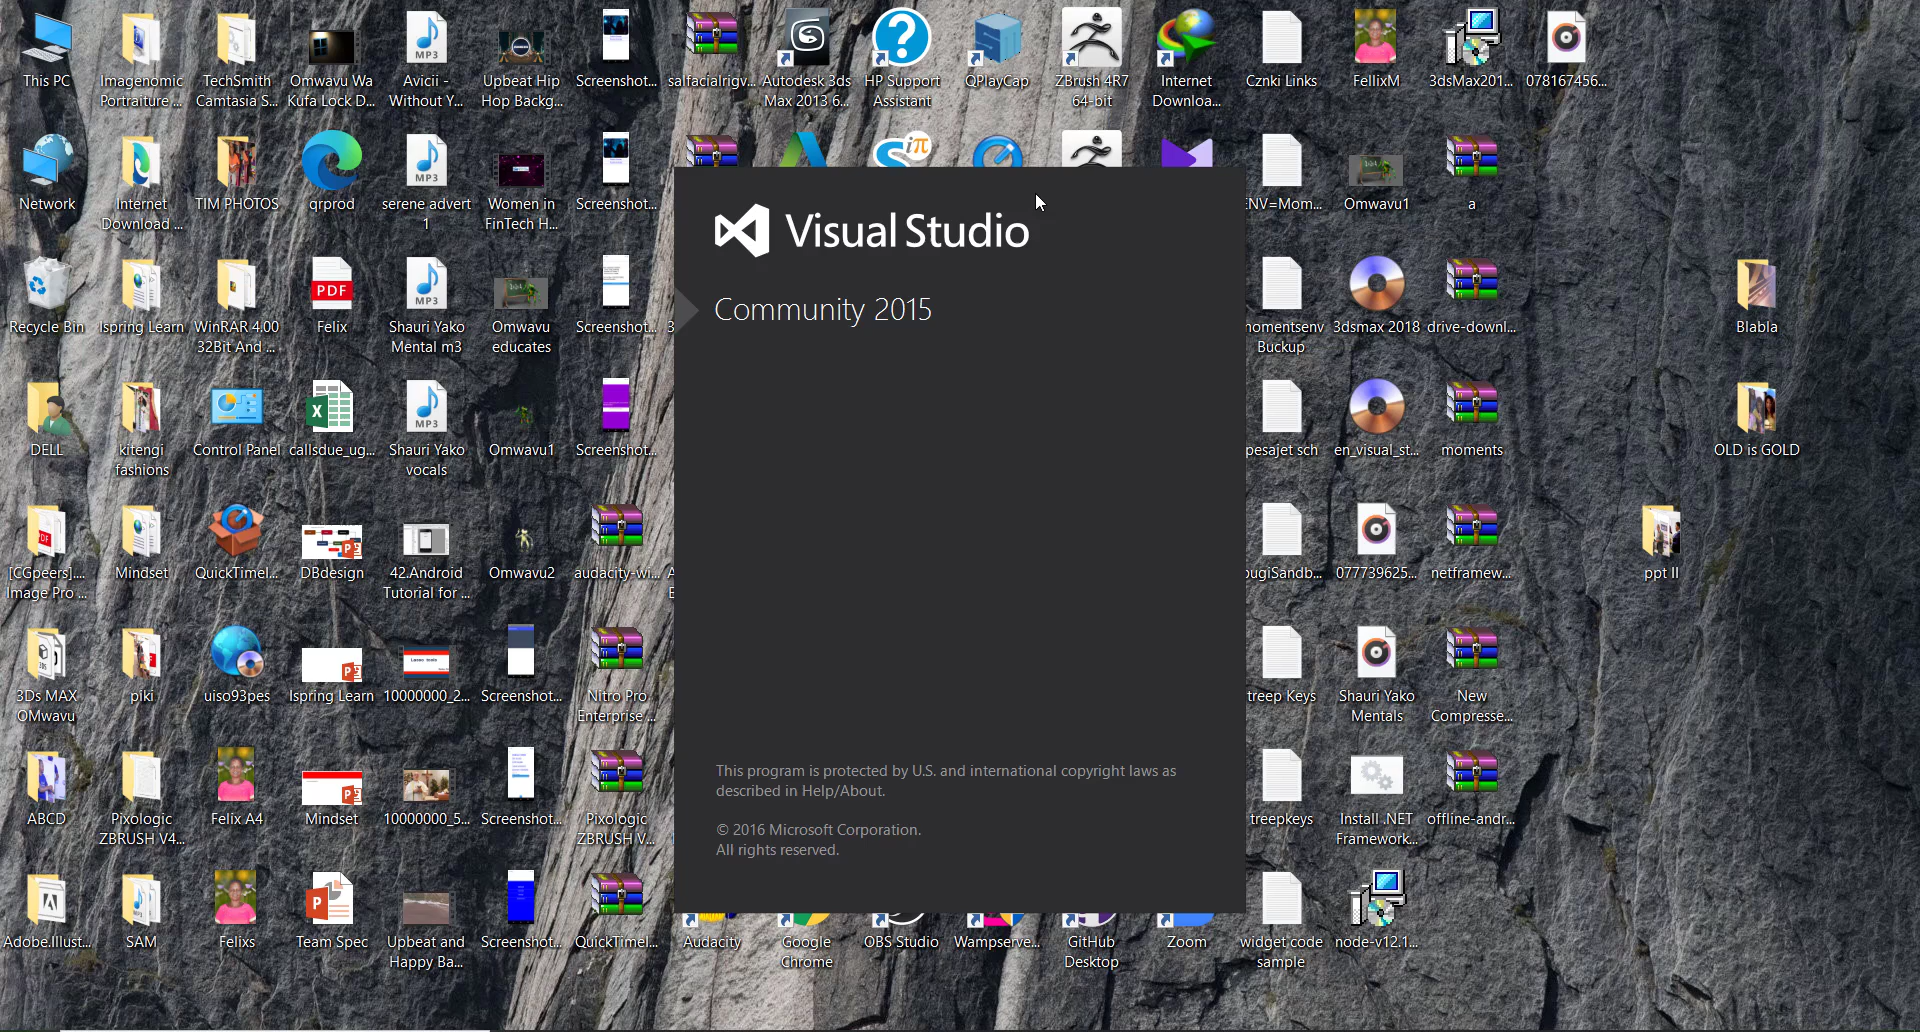 This PC
Imagenomic
Portraiture ...
TechSmith
Camtasia S...
Omwavu Wa
Kufa Lock D...
Avicii -
Without Y...
Upbeat Hip
Hop Backg...
Screenshot...
salfacialrigv...
Autodesk 3ds
Max 2013 6...
HP Support
Assistant
QPlayCap
ZBrush 4R7
64-bit
Internet
Downloa...
Cznki Links
FellixM
3dsMax201...
078167456...
Network
Internet
Download ...
TIM PHOTOS
qrprod
serene advert
1
Women in
FinTech H...
Screenshot...
ENV=Mom...
Omwavu1
a
Visual Studio
Community 2015
Recycle Bin
Ispring Learn
WinRAR 4.00
32Bit And ...
Felix
Shauri Yako
Mental m3
Omwavu
educates
Screenshot...
momentsenv
Buckup
3dsmax 2018
drive-downl...
Blabla
DELL
kitengi
fashions
Control Panel
callsdue_ug...
Shauri Yako
vocals
Omwavu1
Screenshot...
pesajet sch
en_visual_st...
moments
OLD is GOLD
[CGpeers]....
Image Pro ...
Mindset
QuickTimeI...
DBdesign
42.Android
Tutorial for ...
Omwavu2
audacity-wi...
ougiSandb...
077739625...
netframew...
ppt II
3Ds MAX
OMwavu
piki
uiso93pes
Ispring Learn
10000000_2...
Screenshot...
Nitro Pro
Enterprise ...
treep Keys
Shauri Yako
Mentals
New
Compresse...
ABCD
Pixologic
ZBRUSH V4...
Felix A4
Mindset
10000000_5...
Screenshot...
Pixologic
ZBRUSH V...
This program is protected by U.S. and international copyright laws as
described in Help/About.
© 2016 Microsoft Corporation.
All rights reserved.
treepkeys
Install .NET
Framework...
offline-andr...
Adobe.Illust...
SAM
Felixs
Team Spec
Upbeat and
Happy Ba...
Screenshot...
QuickTimeI...
Audacity
Google
Chrome
OBS Studio
Wampserve...
GitHub
Desktop
Zoom
widget code
sample
node-v12.1...